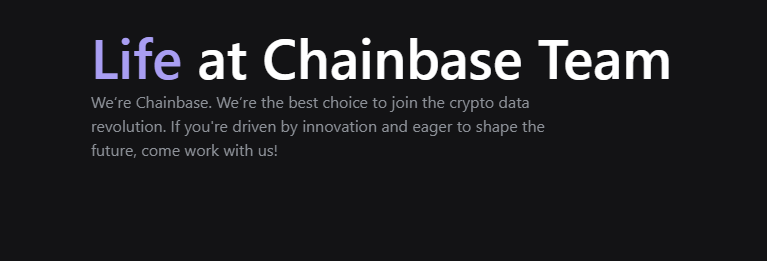 Life at Chainbase Team
We’re Chainbase. We’re the best choice to join the crypto data
revolution. If you're driven by innovation and eager to shape the
future, come work with us!